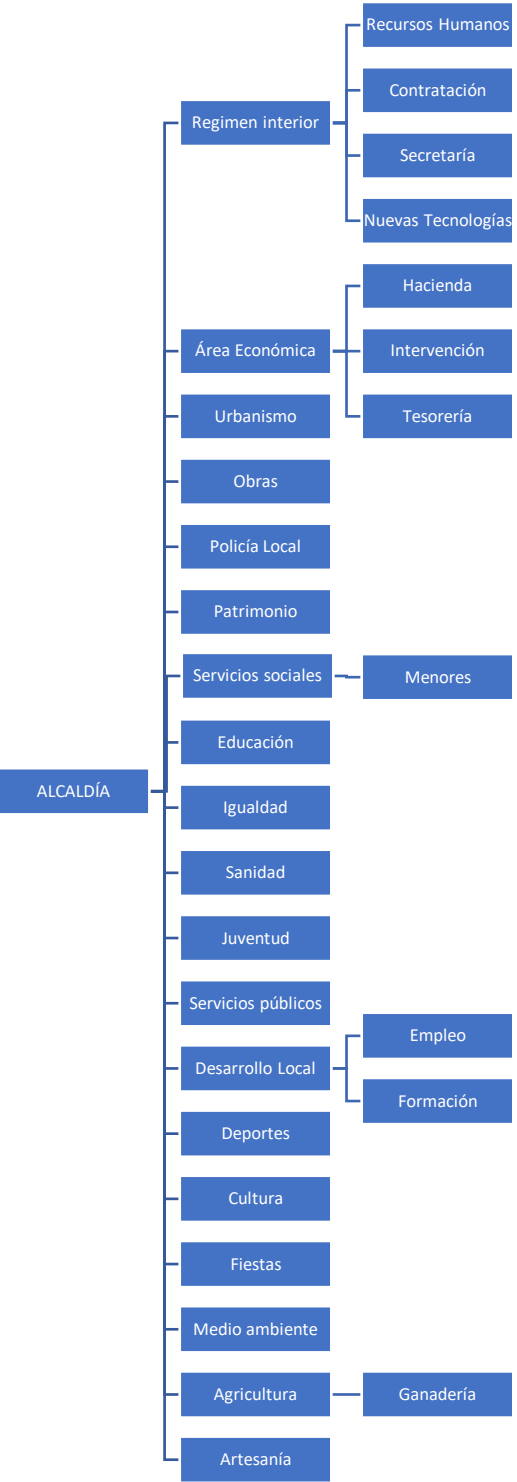 ALCALDÍA
Regimen interior
Recursos Humanos
Contratación
Secretaría
Nuevas Tecnologías
Área Económica
Hacienda
Intervención
Tesorería
Urbanismo
Obras
Policía Local
Patrimonio
Servicios sociales
Menores
Educación
Igualdad
Sanidad
Juventud
Servicios públicos
Desarrollo Local
Empleo
Formación
Deportes
Cultura
Fiestas
Medio ambiente
Agricultura
Ganadería
Artesanía